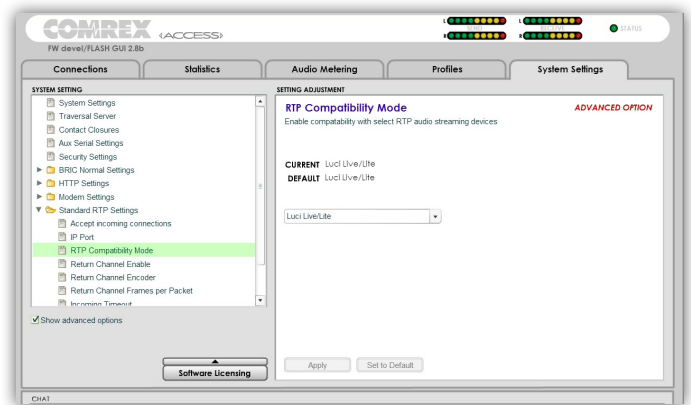 COMREX ACCESS
L
SEND
R
L
RECEIVE
R
STATUS
FW devel/FLASH GUI 2.8b
Connections
Statistics
Audio Metering
Profiles
System Settings
SYSTEM SETTING
System Settings
Traversal Server
Contact Closures
Aux Serial Settings
Security Settings
BRIC Normal Settings
HTTP Settings
Modem Settings
Standard RTP Settings
Accept incoming connections
IP Port
RTP Compatibility Mode
Return Channel Enable
Return Channel Encoder
Return Channel Frames per Packet
Incoming Timeout
Show advanced options
Software Licensing
SETTING ADJUSTMENT
RTP Compatibility Mode
ADVANCED OPTION
Enable compatability with select RTP audio streaming devices
CURRENT Luci Live/Lite
DEFAULT Luci Live/Lite
Luci Live/Lite
Apply
Set to Default
CHAT